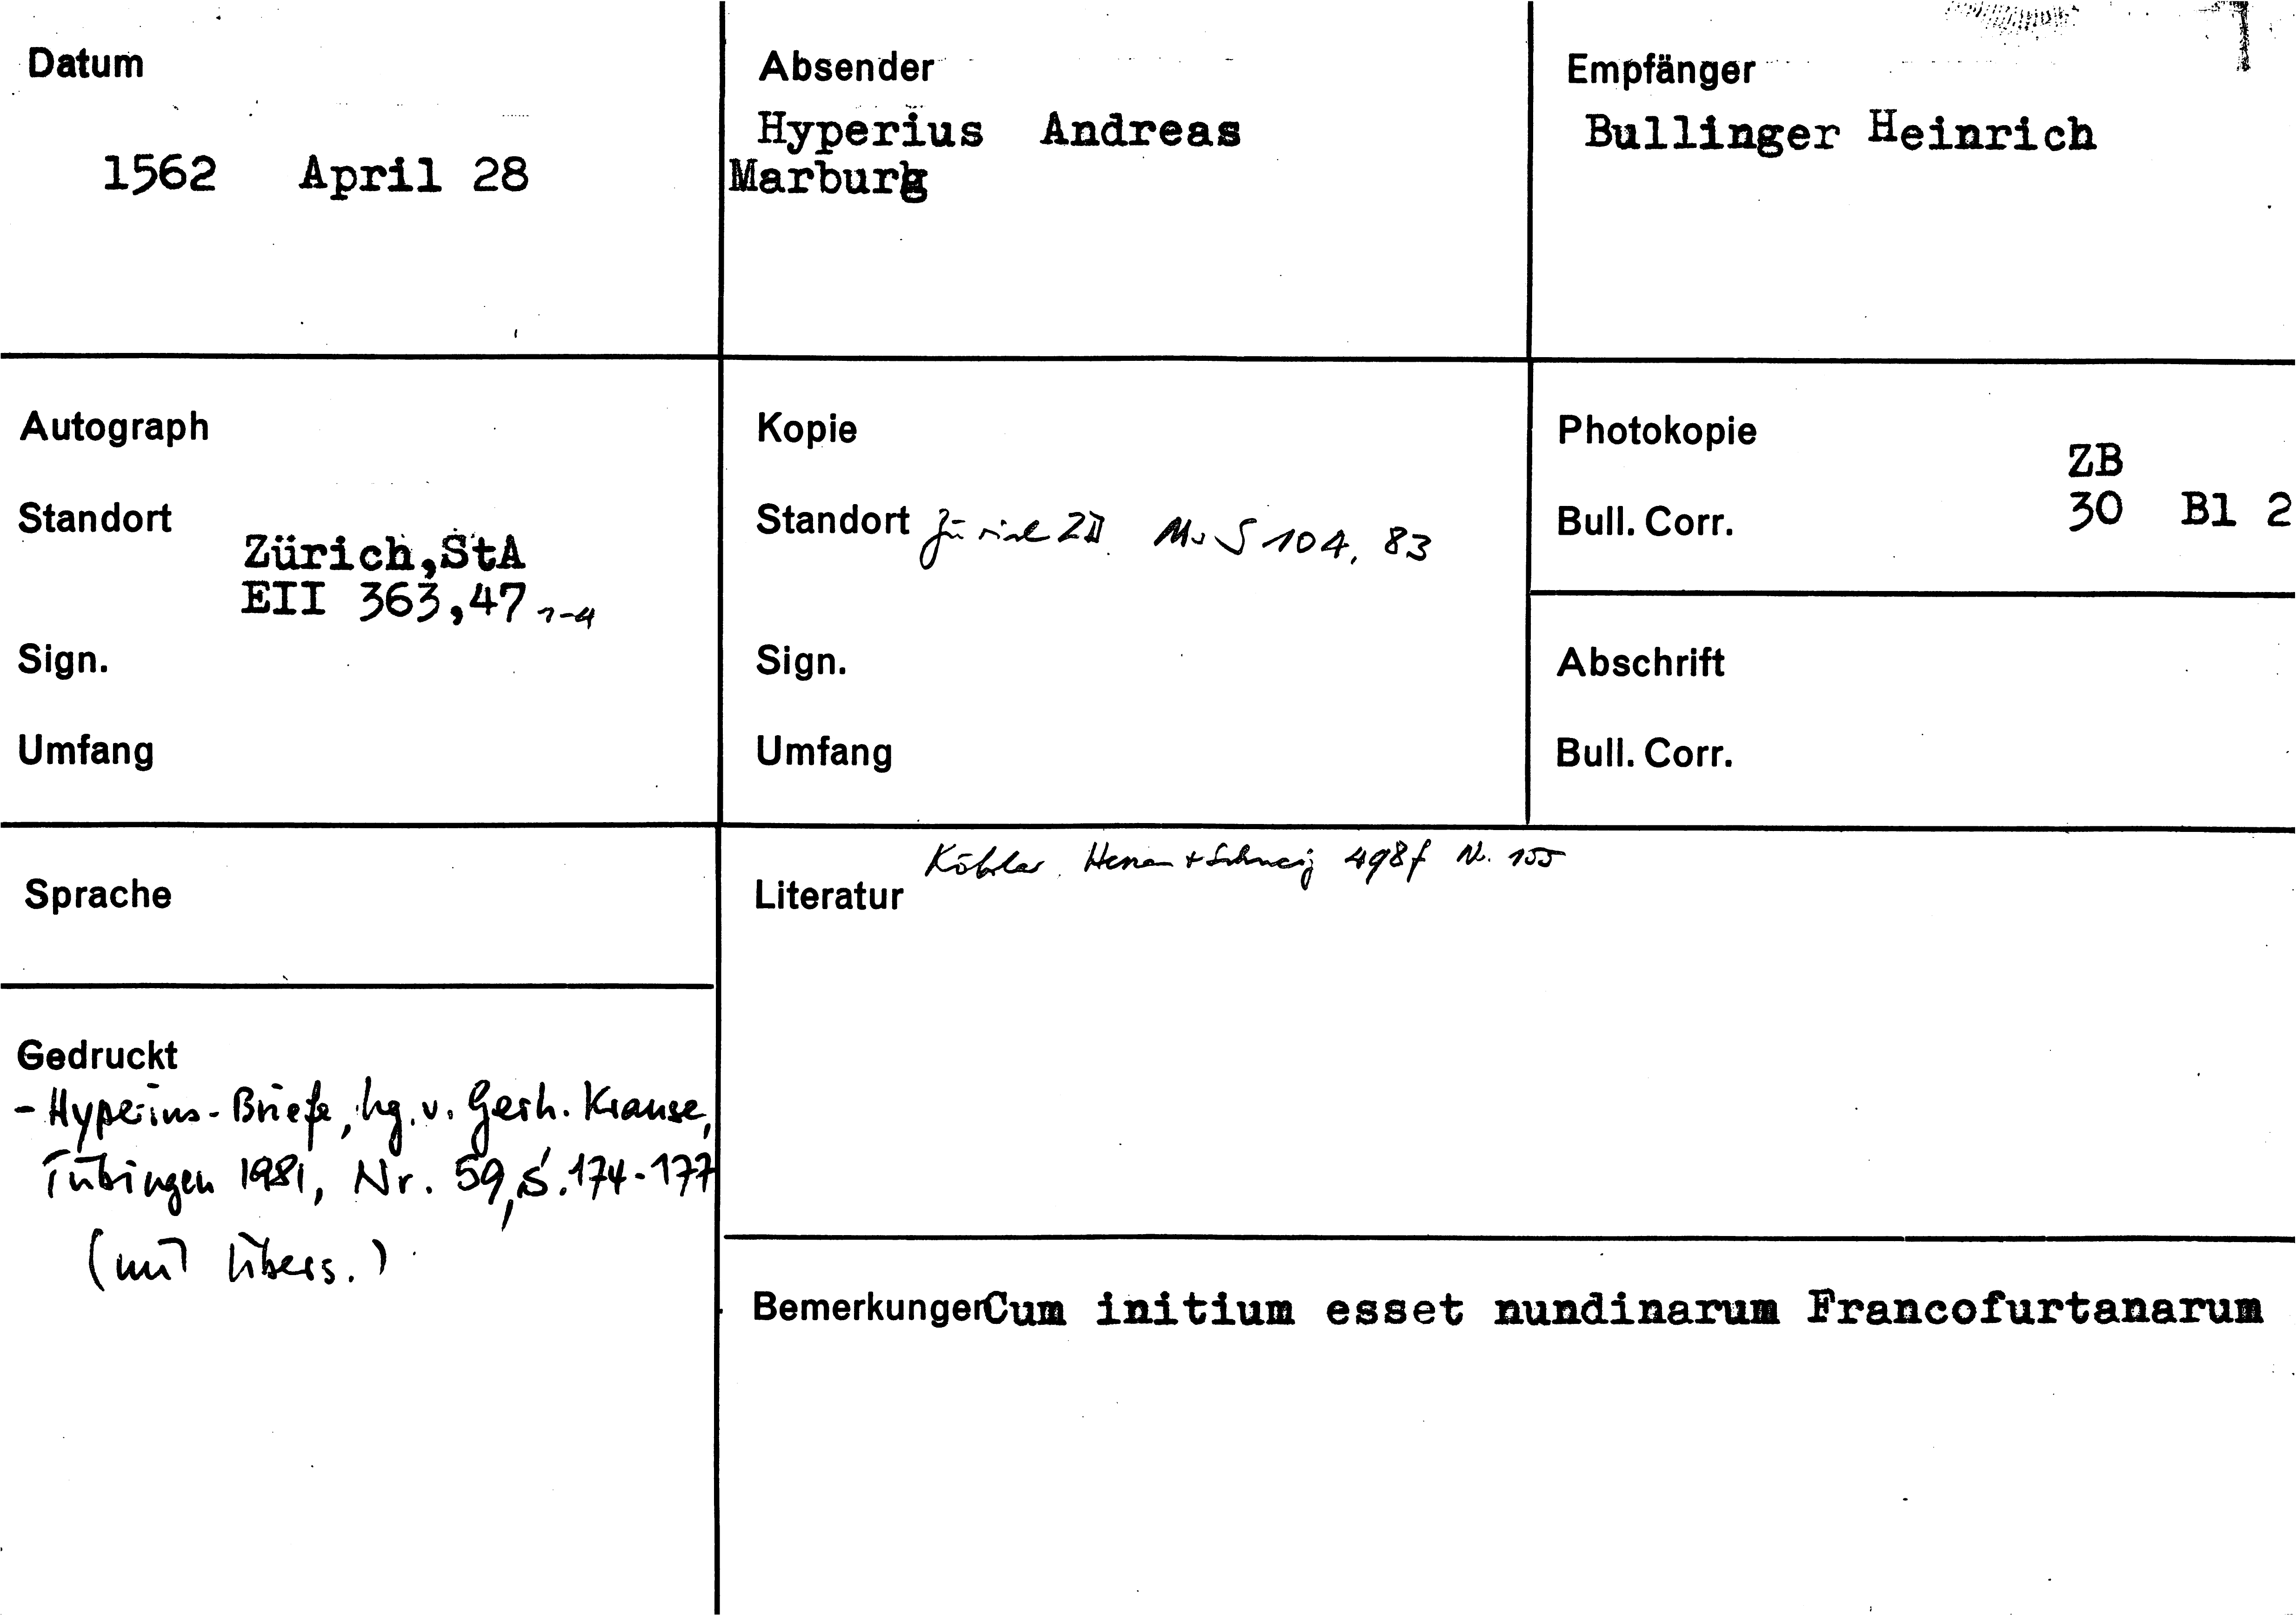 Datum
1562 April 28
Absender
Hyperius Andreas
Marburg
Empfänger
Bullinger Heinrich
Autograph
Standort
Zürich,StA
EII 363,47 1-4
Sign.
Umfang
Kopie
Standort Zürich ZB Ms S 104, 83
Sign.
Umfang
Photokopie
ZB
Bull. Corr. 30 Bl 2
Abschrift
Bull. Corr.
Sprache
Literatur Köhler, Hessen + Schweiz 498f Nr. 155
Gedruckt
- Hyperius-Briefe, hg. v. Gerh. Krause,
Tübingen 1981, Nr. 59, S. 174-177
(mit Übers.)
Bemerkungen Cum initium esset nundinarum Francofurtanarum